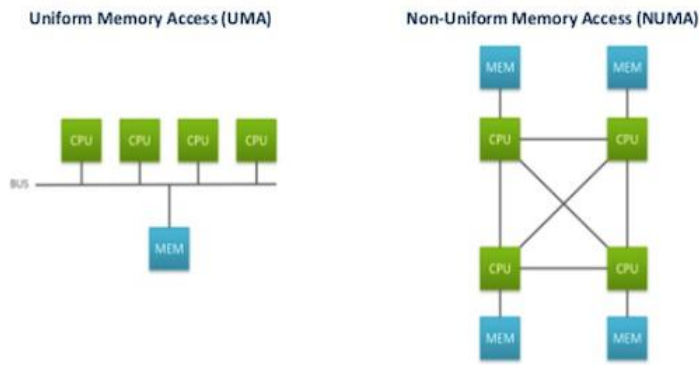 Uniform Memory Access (UMA)
CPU CPU CPU CPU
BUS
MEM
Non-Uniform Memory Access (NUMA)
MEM MEM
CPU CPU
CPU CPU
MEM MEM